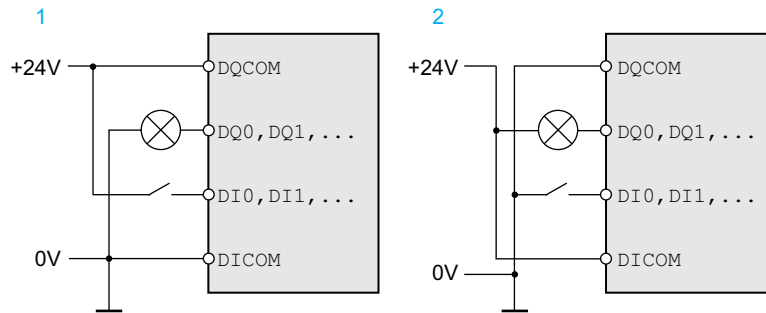 1
+24V
DQCOM
DQ0,DQ1,...
DI0,DI1,...
0V
DICOM
2
+24V
DQCOM
DQ0,DQ1,...
DI0,DI1,...
DICOM
0V